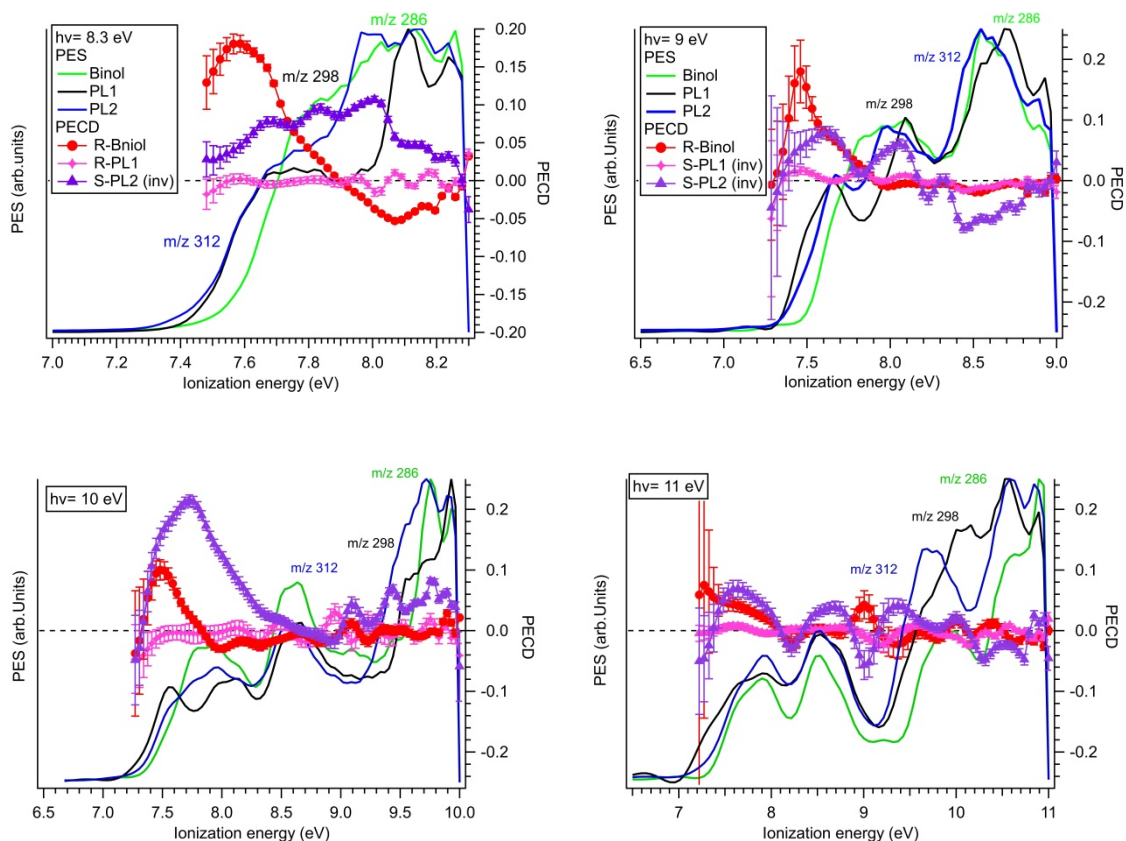 hv = 8.3 eV
PES
Binol
PL1
PL2
PECD
R-Bniol
R-PL1
S-PL2 (inv)
m/z 286
m/z 298
m/z 312
PES (arb.Units)
PECD
0.20
0.15
0.10
0.05
0.00
-0.05
-0.10
-0.15
-0.20
7.0 7.2 7.4 7.6 7.8 8.0 8.2
Ionization energy (eV)
hv= 9 eV
PES
Binol
PL1
PL2
PECD
R-Binol
S-PL1 (inv)
S-PL2 (inv)
m/z 286
m/z 312
m/z 298
PES (arb.Units)
PECD
0.2
0.1
0.0
-0.1
-0.2
6.5 7.0 7.5 8.0 8.5 9.0
Ionization energy (eV)
hv= 10 eV
m/z 286
m/z 298
m/z 312
PES (arb.Units)
PECD
0.2
0.1
0.0
-0.1
-0.2
6.5 7.0 7.5 8.0 8.5 9.0 9.5 10.0
Ionization energy (eV)
hv= 11 eV
m/z 286
m/z 298
m/z 312
PES (arb.Units)
PECD
0.2
0.1
0.0
-0.1
-0.2
7 8 9 10 11
Ionization energy (eV)